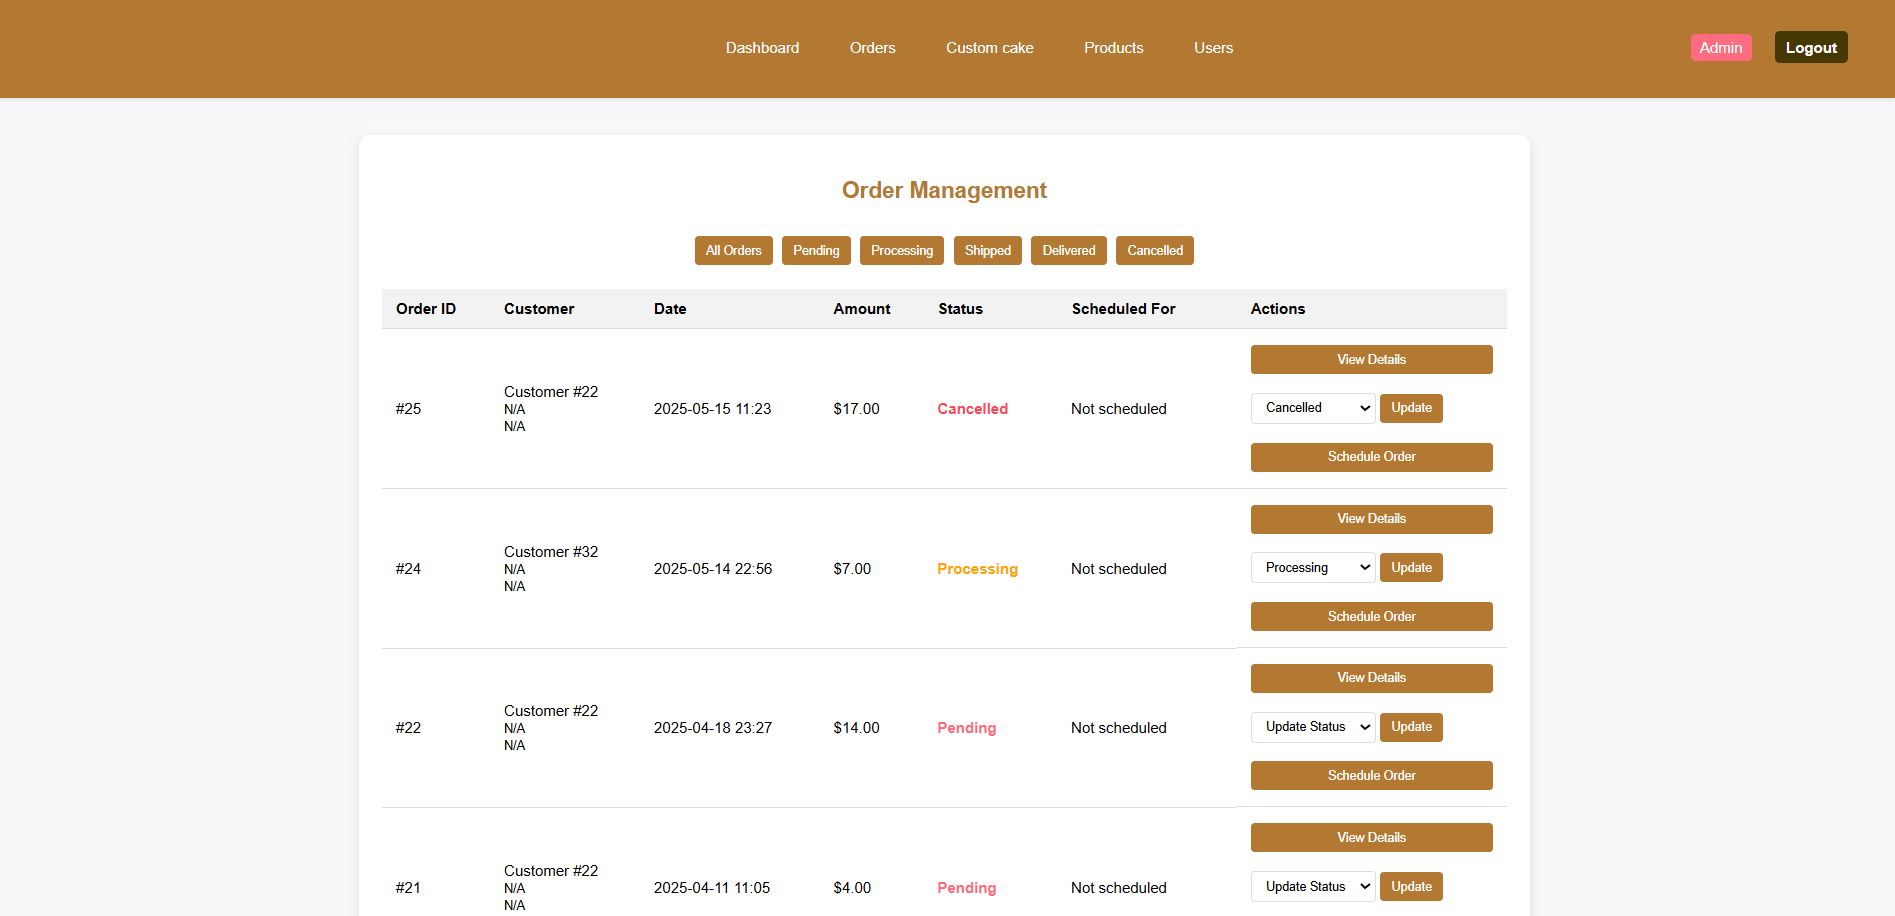 Dashboard Orders Custom cake Products Users Admin Logout
Order Management
All Orders Pending Processing Shipped Delivered Cancelled
Order ID Customer Date Amount Status Scheduled For Actions
View Details
Customer #22
#25 N/A 2025-05-15 11:23 $17.00 Cancelled Not scheduled Cancelled Update
N/A
Schedule Order
View Details
Customer #32
#24 N/A 2025-05-14 22:56 $7.00 Processing Not scheduled Processing Update
N/A
Schedule Order
View Details
Customer #22
#22 N/A 2025-04-18 23:27 $14.00 Pending Not scheduled Update Status Update
N/A
Schedule Order
View Details
Customer #22
#21 N/A 2025-04-11 11:05 $4.00 Pending Not scheduled Update Status Update
N/A